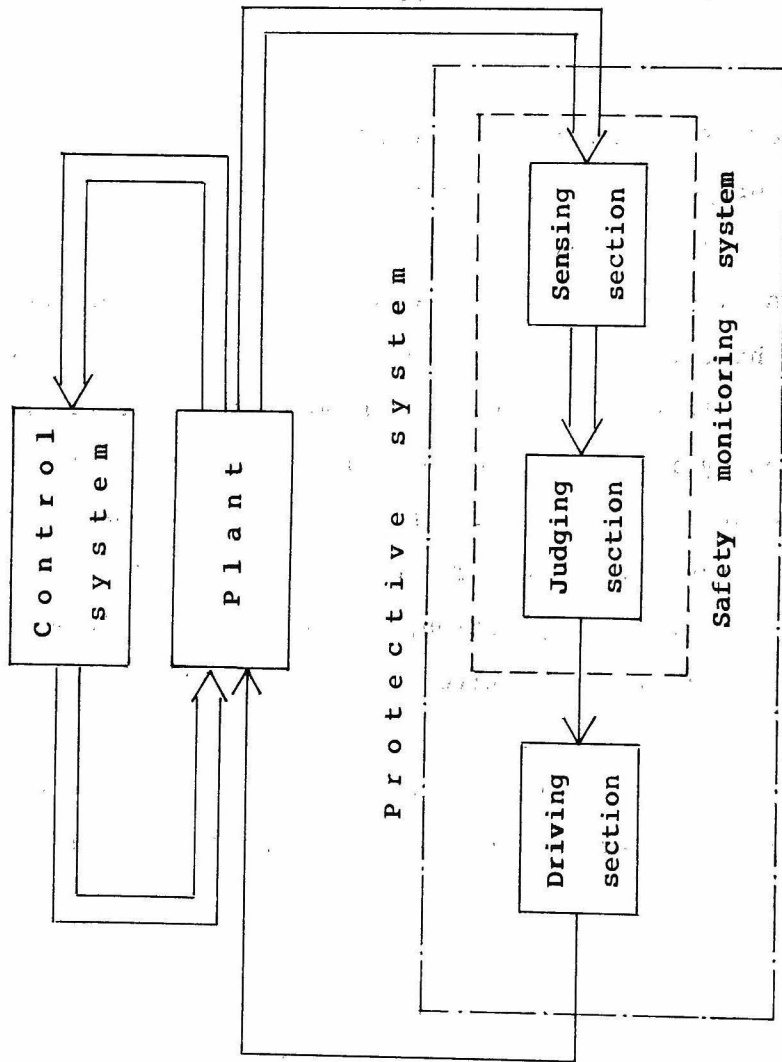 Control
system
Plant
Protective system
Driving
section
Judging
section
Sensing
section
Safety monitoring system